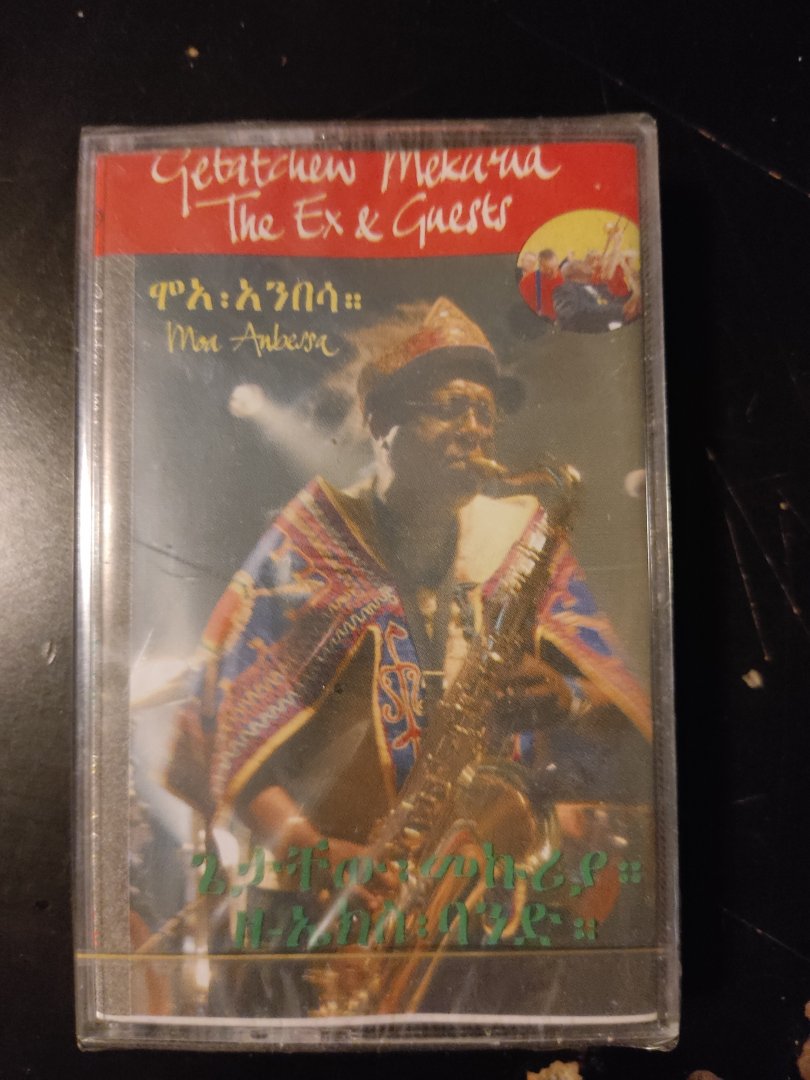 Getatchew Mekuria
The Ex & Guests
ሞአ፡አንበሳ።
Moa Anbessa
ጌታቸው፡መኩሪያ።
ዘ-ኤክስ፡ባንድ።